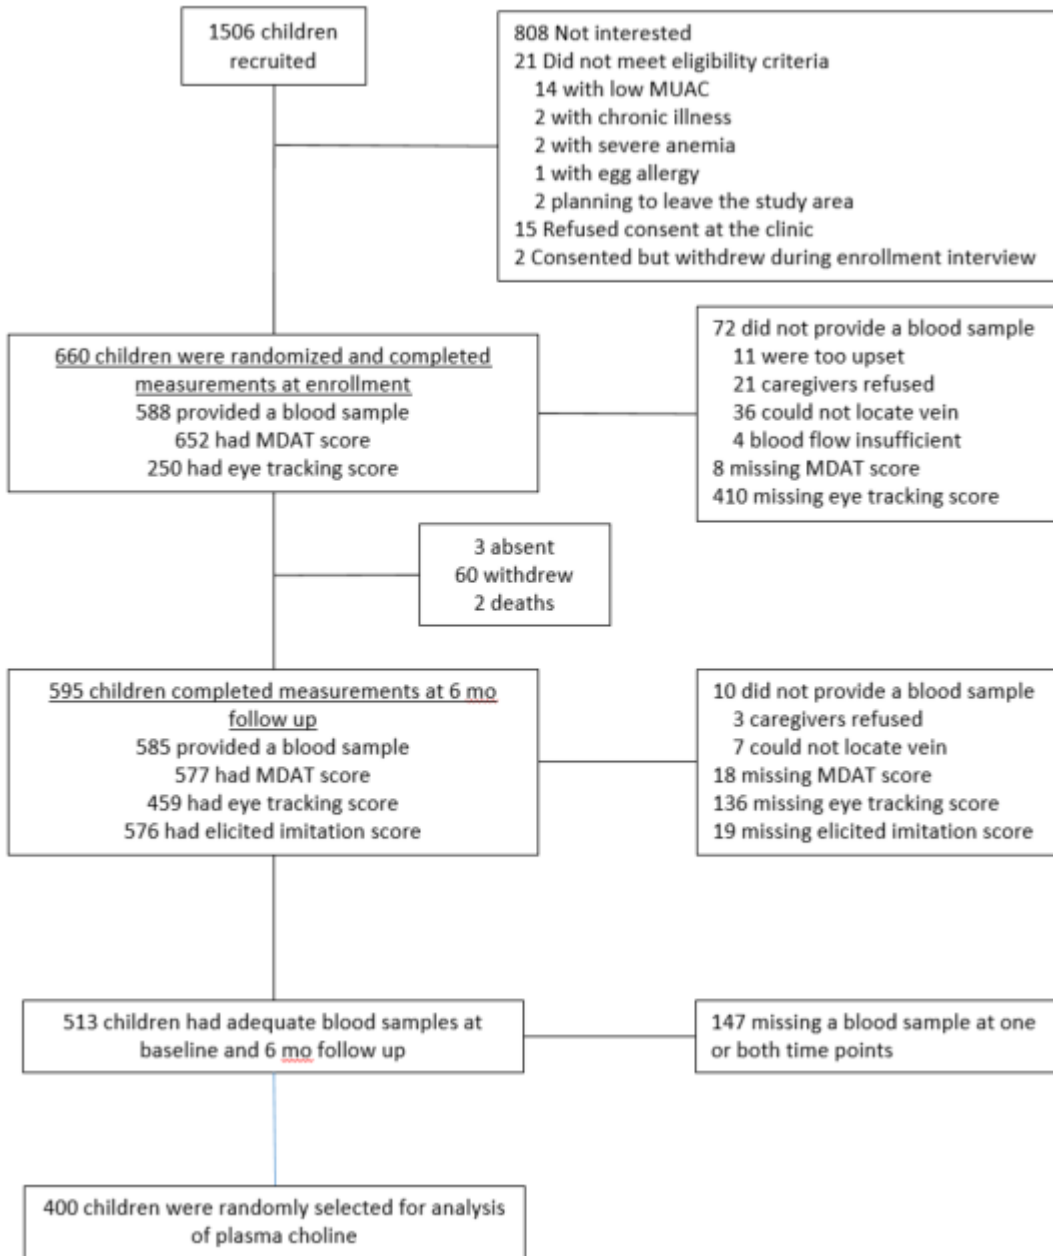 1506 children
recruited
808 Not interested
21 Did not meet eligibility criteria
14 with low MUAC
2 with chronic illness
2 with severe anemia
1 with egg allergy
2 planning to leave the study area
15 Refused consent at the clinic
2 Consented but withdrew during enrollment interview
660 children were randomized and completed
measurements at enrollment
588 provided a blood sample
652 had MDAT score
250 had eye tracking score
72 did not provide a blood sample
11 were too upset
21 caregivers refused
36 could not locate vein
4 blood flow insufficient
8 missing MDAT score
410 missing eye tracking score
3 absent
60 withdrew
2 deaths
595 children completed measurements at 6 mo
follow up
585 provided a blood sample
577 had MDAT score
459 had eye tracking score
576 had elicited imitation score
10 did not provide a blood sample
3 caregivers refused
7 could not locate vein
18 missing MDAT score
136 missing eye tracking score
19 missing elicited imitation score
513 children had adequate blood samples at
baseline and 6 mo follow up
147 missing a blood sample at one
or both time points
400 children were randomly selected for analysis
of plasma choline